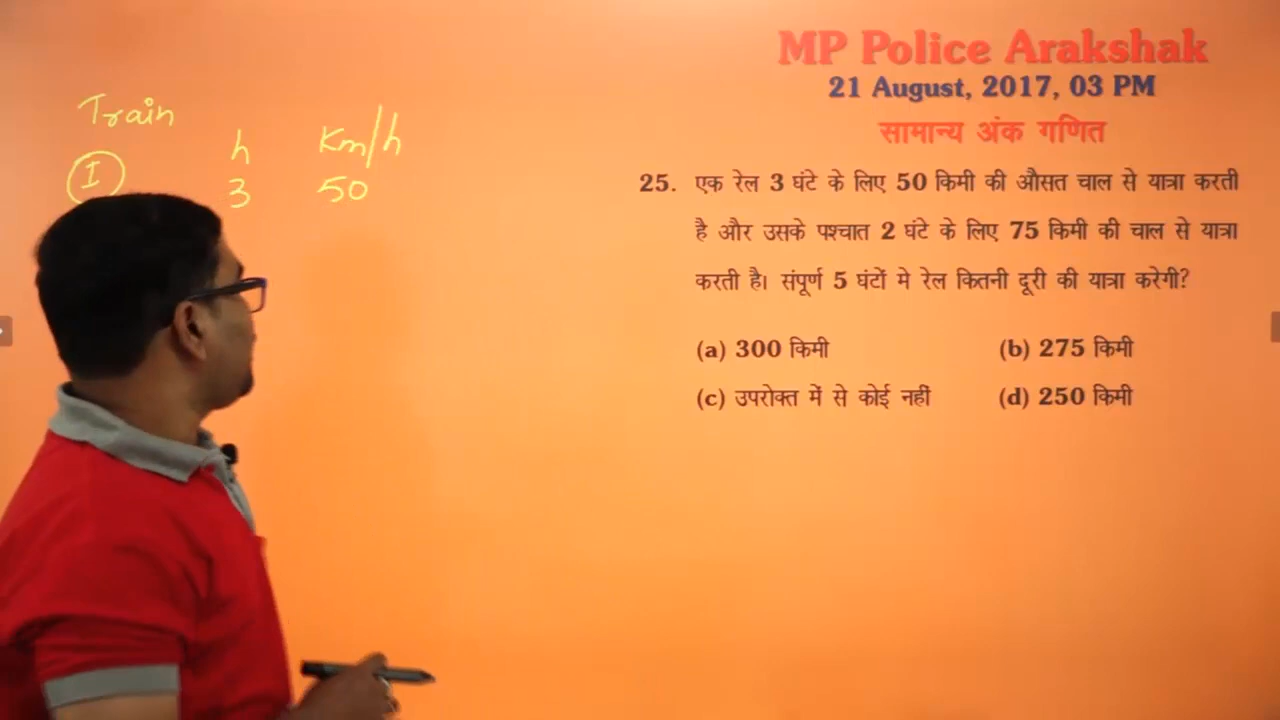 MP Police Arakshak
21 August, 2017, 03 PM
सामान्य अंक गणित
Train
h Km/h
I 3 50
25. एक रेल 3 घंटे के लिए 50 किमी की औसत चाल से यात्रा करती
है और उसके पश्चात 2 घंटे के लिए 75 किमी की चाल से यात्रा
करती है। संपूर्ण 5 घंटों मे रेल कितनी दूरी की यात्रा करेगी?
(a) 300 किमी (b) 275 किमी
(c) उपरोक्त में से कोई नहीं (d) 250 किमी